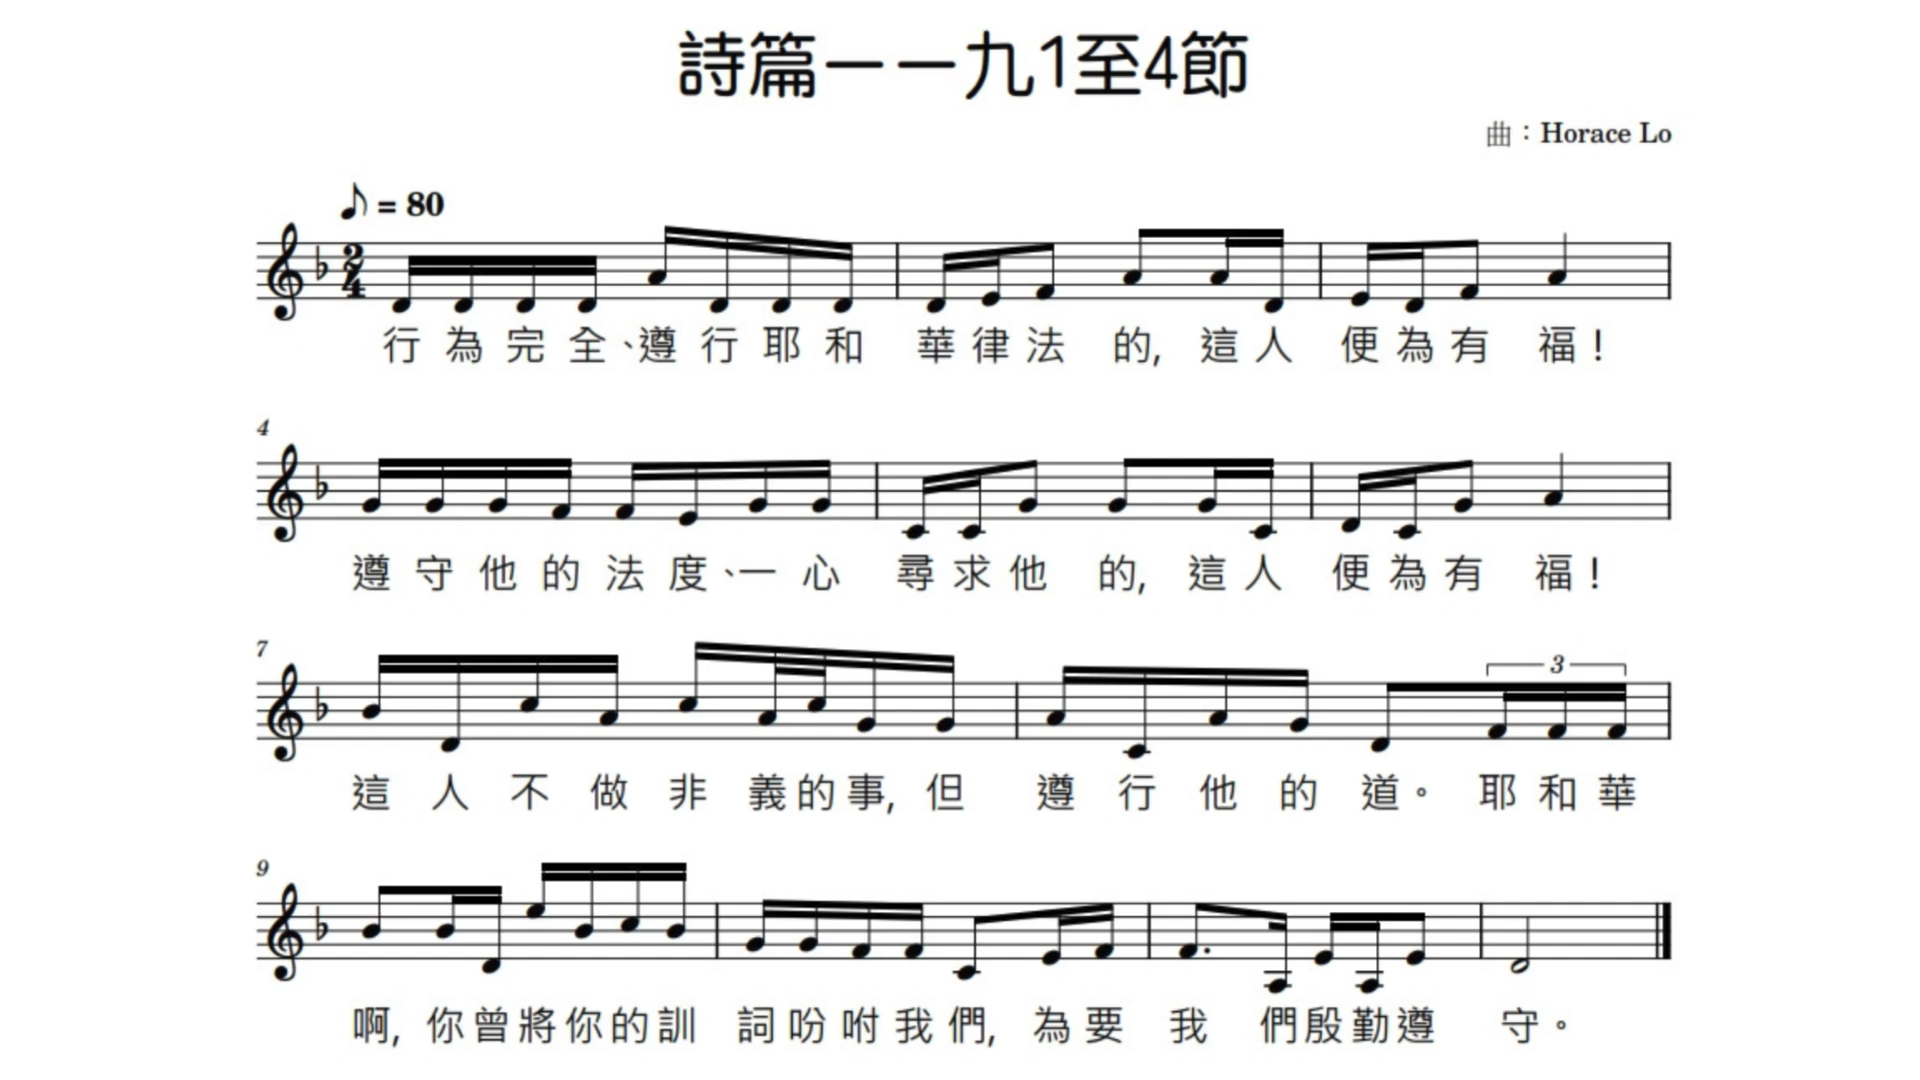 詩篇一一九1至4節
曲：Horace Lo
♪ = 80
2
4
行為完全、遵行耶和華律法的, 這人便為有福！
4
遵守他的法度、一心尋求他的, 這人便為有福！
7
3
這人不做非義的事, 但遵行他的道。耶和華
9
啊, 你曾將你的訓詞吩咐我們, 為要我們殷勤遵守。